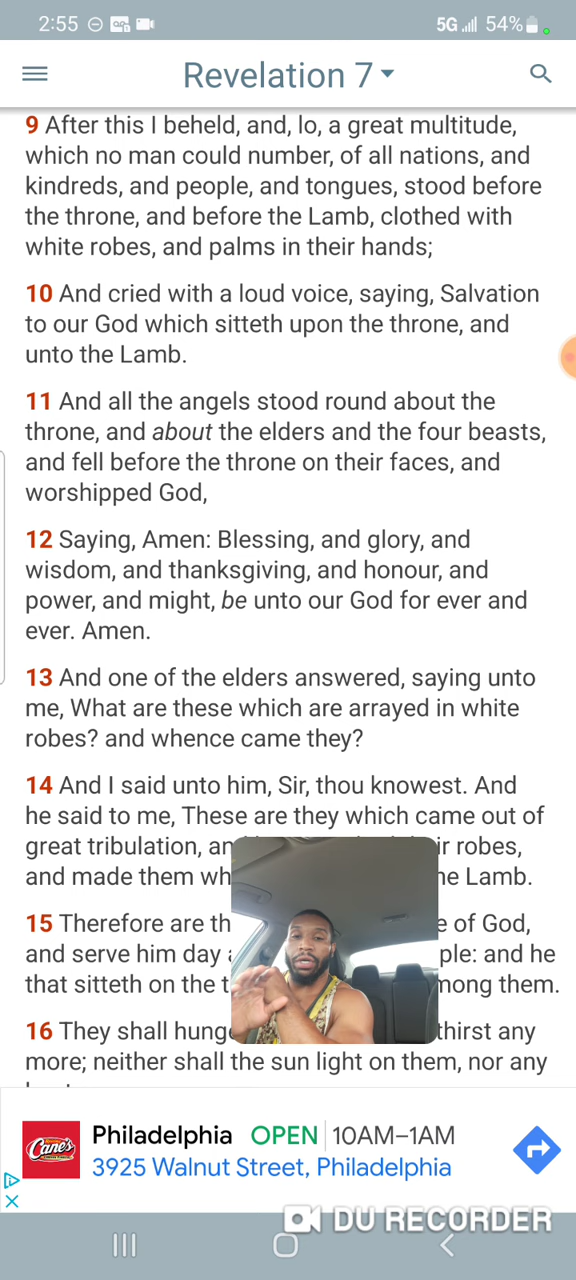 2:55 5G 54%
Revelation 7
9 After this I beheld, and, lo, a great multitude,
which no man could number, of all nations, and
kindreds, and people, and tongues, stood before
the throne, and before the Lamb, clothed with
white robes, and palms in their hands;
10 And cried with a loud voice, saying, Salvation
to our God which sitteth upon the throne, and
unto the Lamb.
11 And all the angels stood round about the
throne, and about the elders and the four beasts,
and fell before the throne on their faces, and
worshipped God,
12 Saying, Amen: Blessing, and glory, and
wisdom, and thanksgiving, and honour, and
power, and might, be unto our God for ever and
ever. Amen.
13 And one of the elders answered, saying unto
me, What are these which are arrayed in white
robes? and whence came they?
14 And I said unto him, Sir, thou knowest. And
he said to me, These are they which came out of
great tribulation, robes,
and made them Lamb.
15 Therefore are of God,
and serve him day and he
that sitteth on the them.
16 They shall thirst any
more; neither shall the sun light on them, nor any
Cane's
Philadelphia OPEN 10AM–1AM
3925 Walnut Street, Philadelphia
DU RECORDER